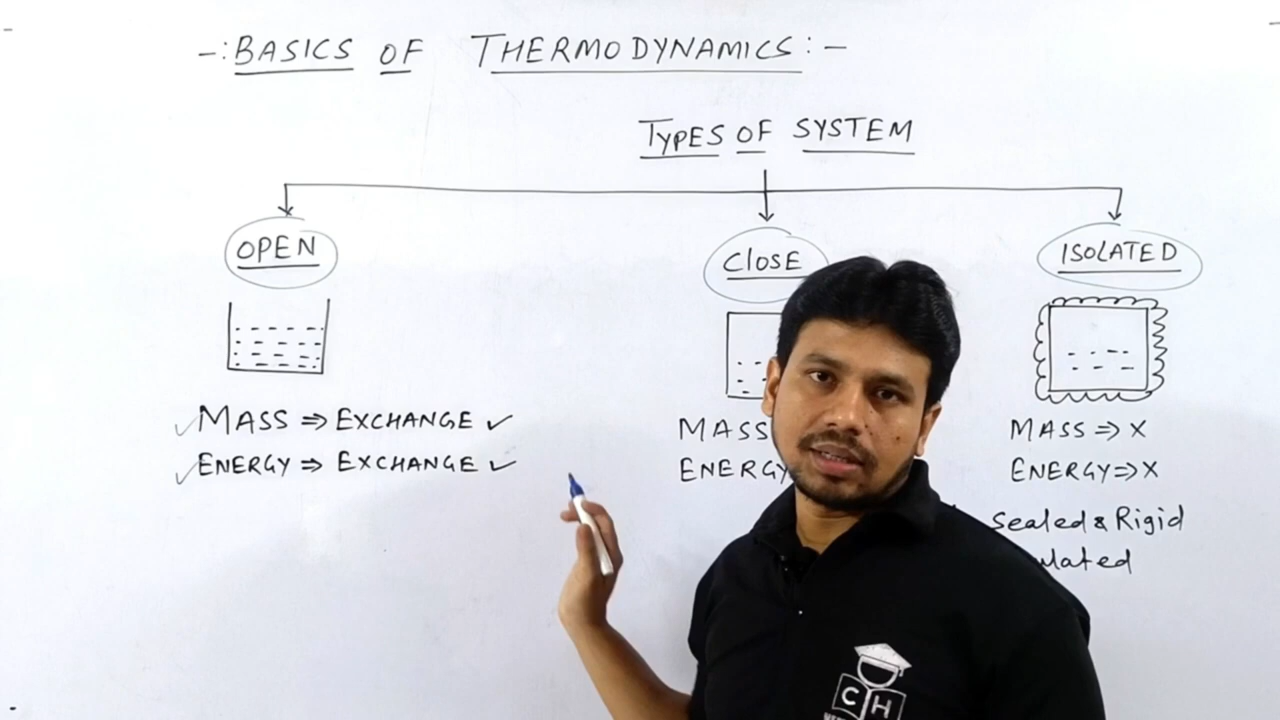 -: BASICS OF THERMODYNAMICS :-
TYPES OF SYSTEM
OPEN
MASS ⇒ EXCHANGE ✓
ENERGY ⇒ EXCHANGE ✓
CLOSE
MASS
ENERGY
ISOLATED
MASS ⇒ X
ENERGY ⇒ X
Sealed & Rigid
C H